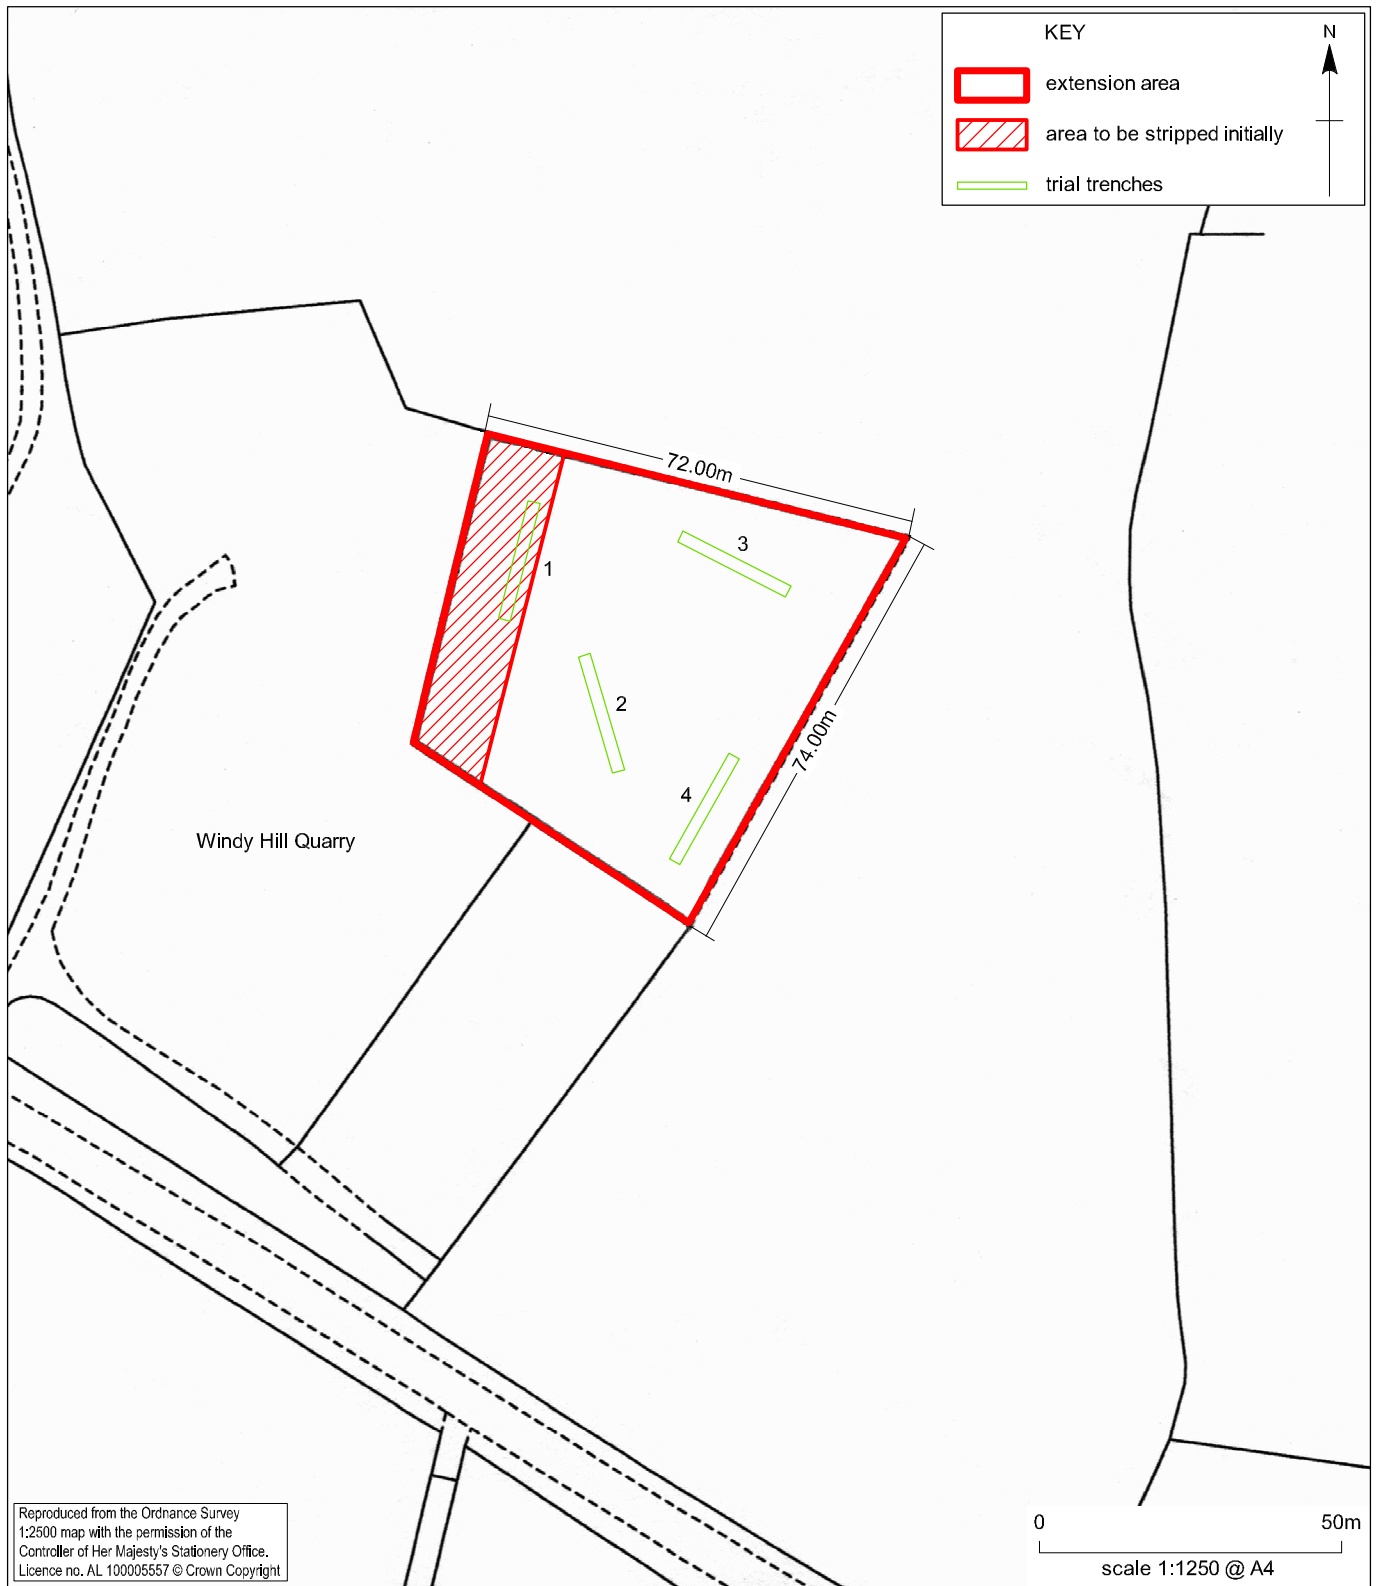 KEY
N
extension area
area to be stripped initially
trial trenches
72.00m
3
1
2
74.00m
4
Windy Hill Quarry
Reproduced from the Ordnance Survey
1:2500 map with the permission of the
Controller of Her Majesty's Stationery Office.
Licence no. AL 100005557 © Crown Copyright
0 50m
scale 1:1250 @ A4